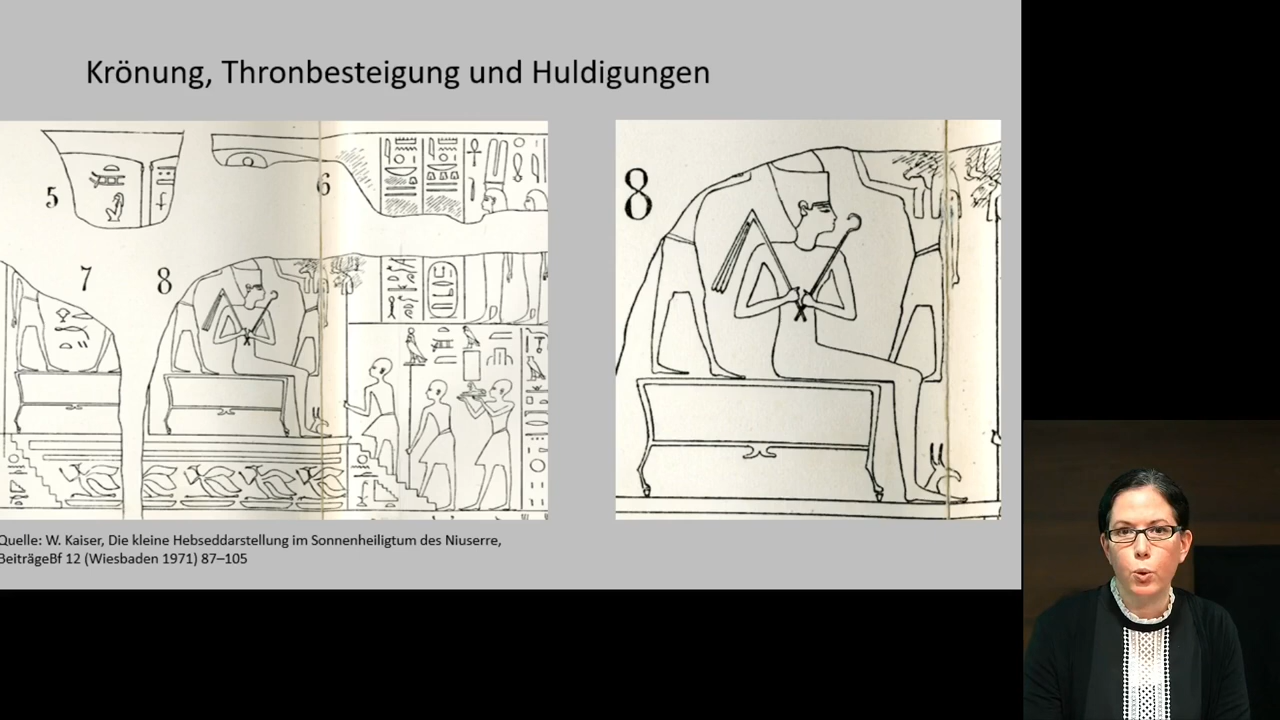 Krönung, Thronbesteigung und Huldigungen
5
6
7
8
8
Quelle: W. Kaiser, Die kleine Hebseddarstellung im Sonnenheiligtum des Niuserre,
BeiträgeBf 12 (Wiesbaden 1971) 87–105